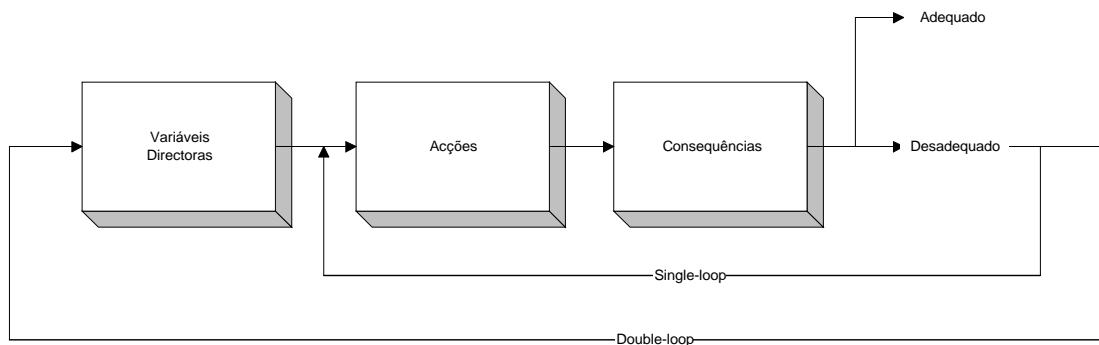 Adequado
Variáveis
Directoras
Acções
Consequências
Desadequado
Single-loop
Double-loop